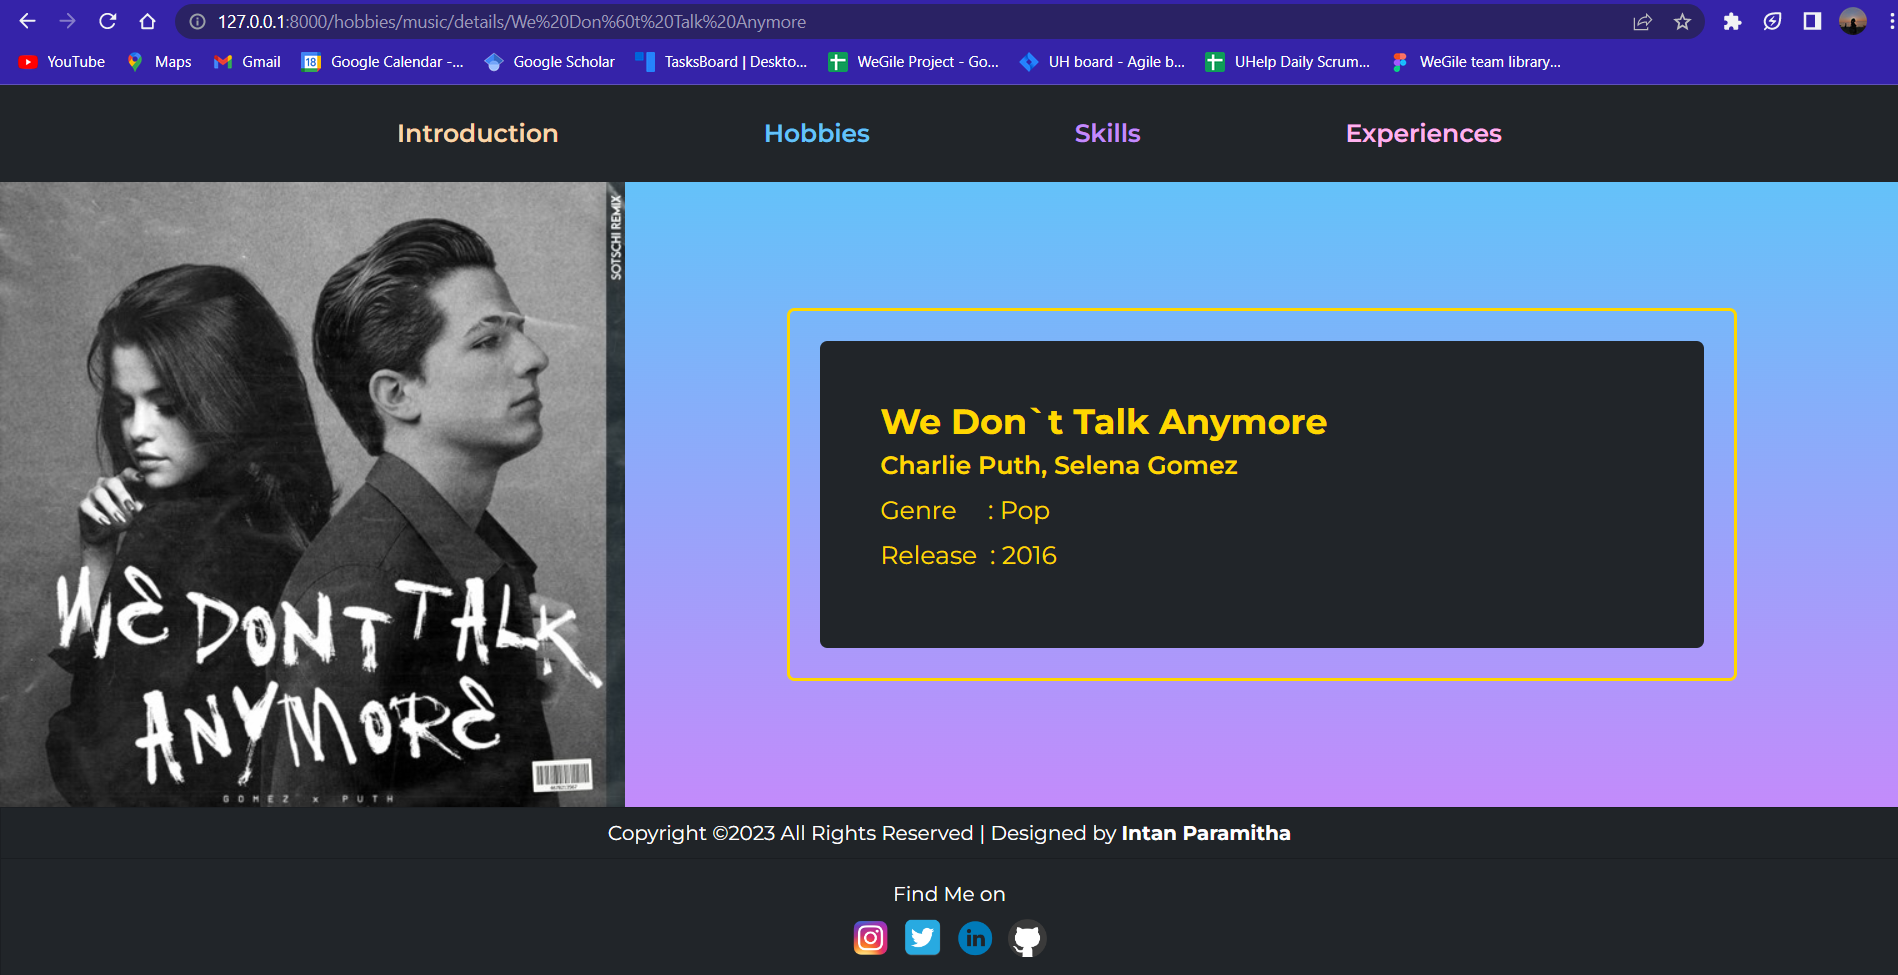 127.0.0.1:8000/hobbies/music/details/We%20Don%60t%20Talk%20Anymore
YouTube Maps Gmail Google Calendar -... Google Scholar TasksBoard | Deskto... WeGile Project - Go... UH board - Agile b... UHelp Daily Scrum... WeGile team library...
Introduction Hobbies Skills Experiences
SOTSCHI REMIX
WE DON'T TALK
ANYMORE
GOMEZ x PUTH
We Don`t Talk Anymore
Charlie Puth, Selena Gomez
Genre : Pop
Release : 2016
Copyright ©2023 All Rights Reserved | Designed by Intan Paramitha
Find Me on